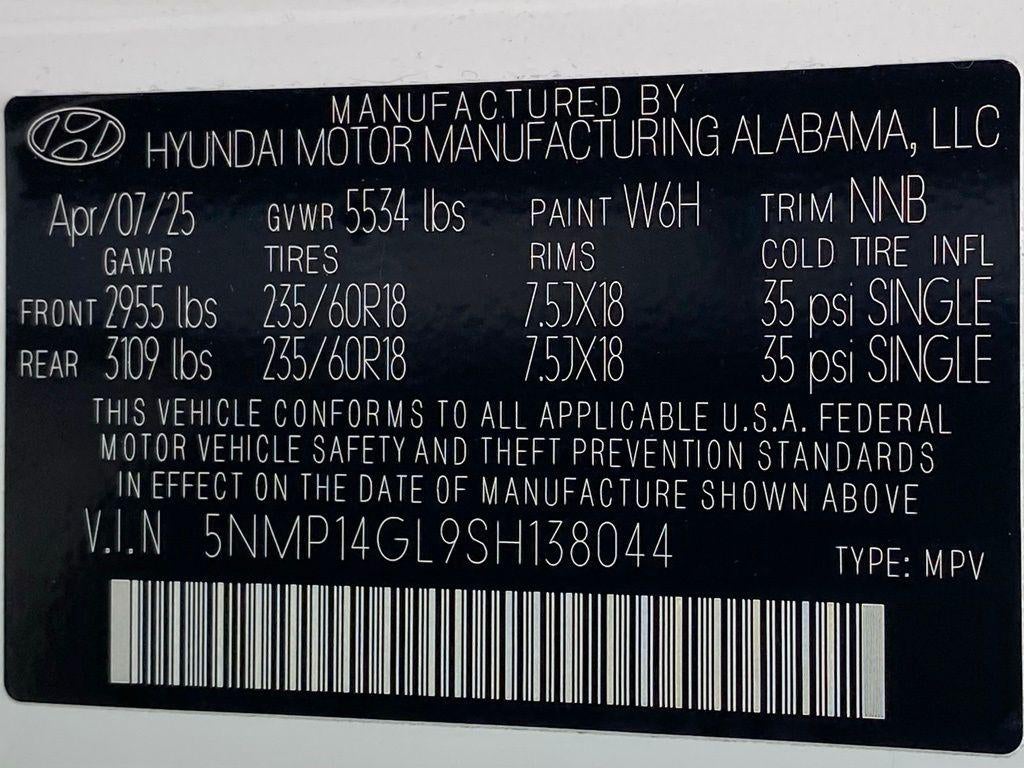 MANUFACTURED BY
HYUNDAI MOTOR MANUFACTURING ALABAMA, LLC
Apr/07/25 GVWR 5534 lbs PAINT W6H TRIM NNB
GAWR TIRES RIMS COLD TIRE INFL
FRONT 2955 lbs 235/60R18 7.5JX18 35 psi SINGLE
REAR 3109 lbs 235/60R18 7.5JX18 35 psi SINGLE
THIS VEHICLE CONFORMS TO ALL APPLICABLE U.S.A. FEDERAL
MOTOR VEHICLE SAFETY AND THEFT PREVENTION STANDARDS
IN EFFECT ON THE DATE OF MANUFACTURE SHOWN ABOVE
V.I.N 5NMP14GL9SH138044 TYPE: MPV